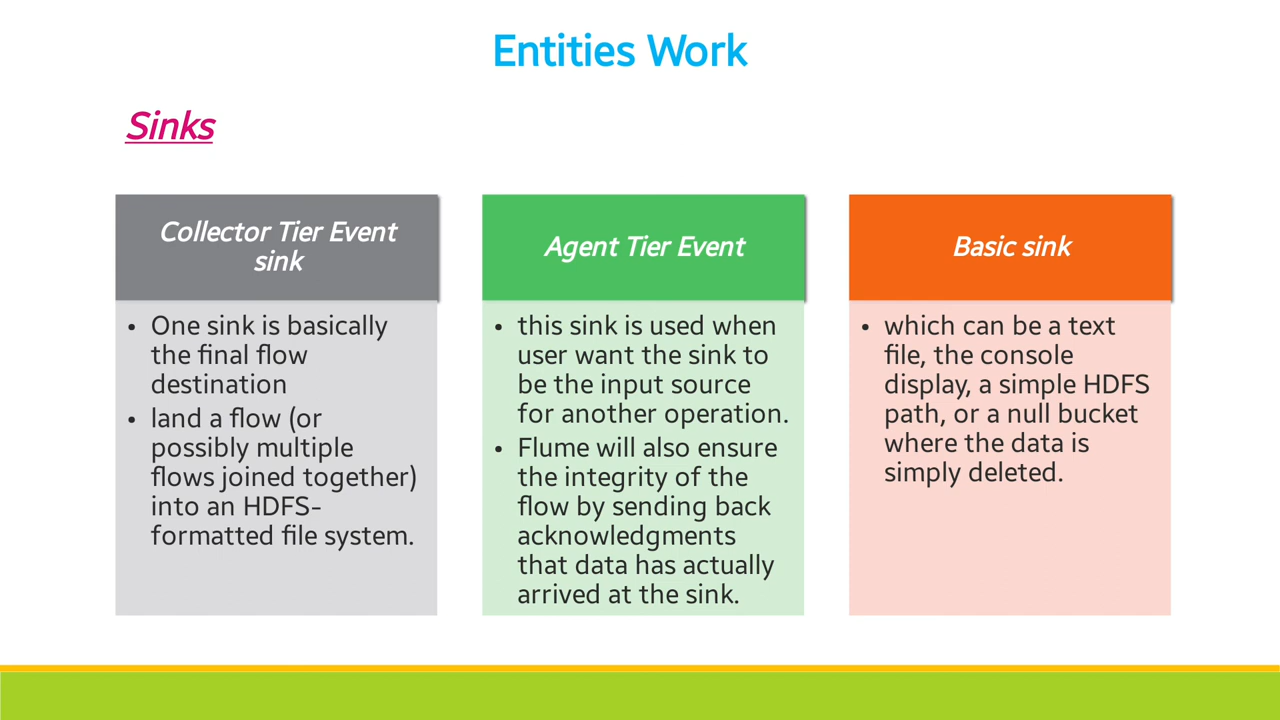 Entities Work
Sinks
Collector Tier Event
sink
• One sink is basically
the final flow
destination
• land a flow (or
possibly multiple
flows joined together)
into an HDFS-
formatted file system.
Agent Tier Event
• this sink is used when
user want the sink to
be the input source
for another operation.
• Flume will also ensure
the integrity of the
flow by sending back
acknowledgments
that data has actually
arrived at the sink.
Basic sink
• which can be a text
file, the console
display, a simple HDFS
path, or a null bucket
where the data is
simply deleted.